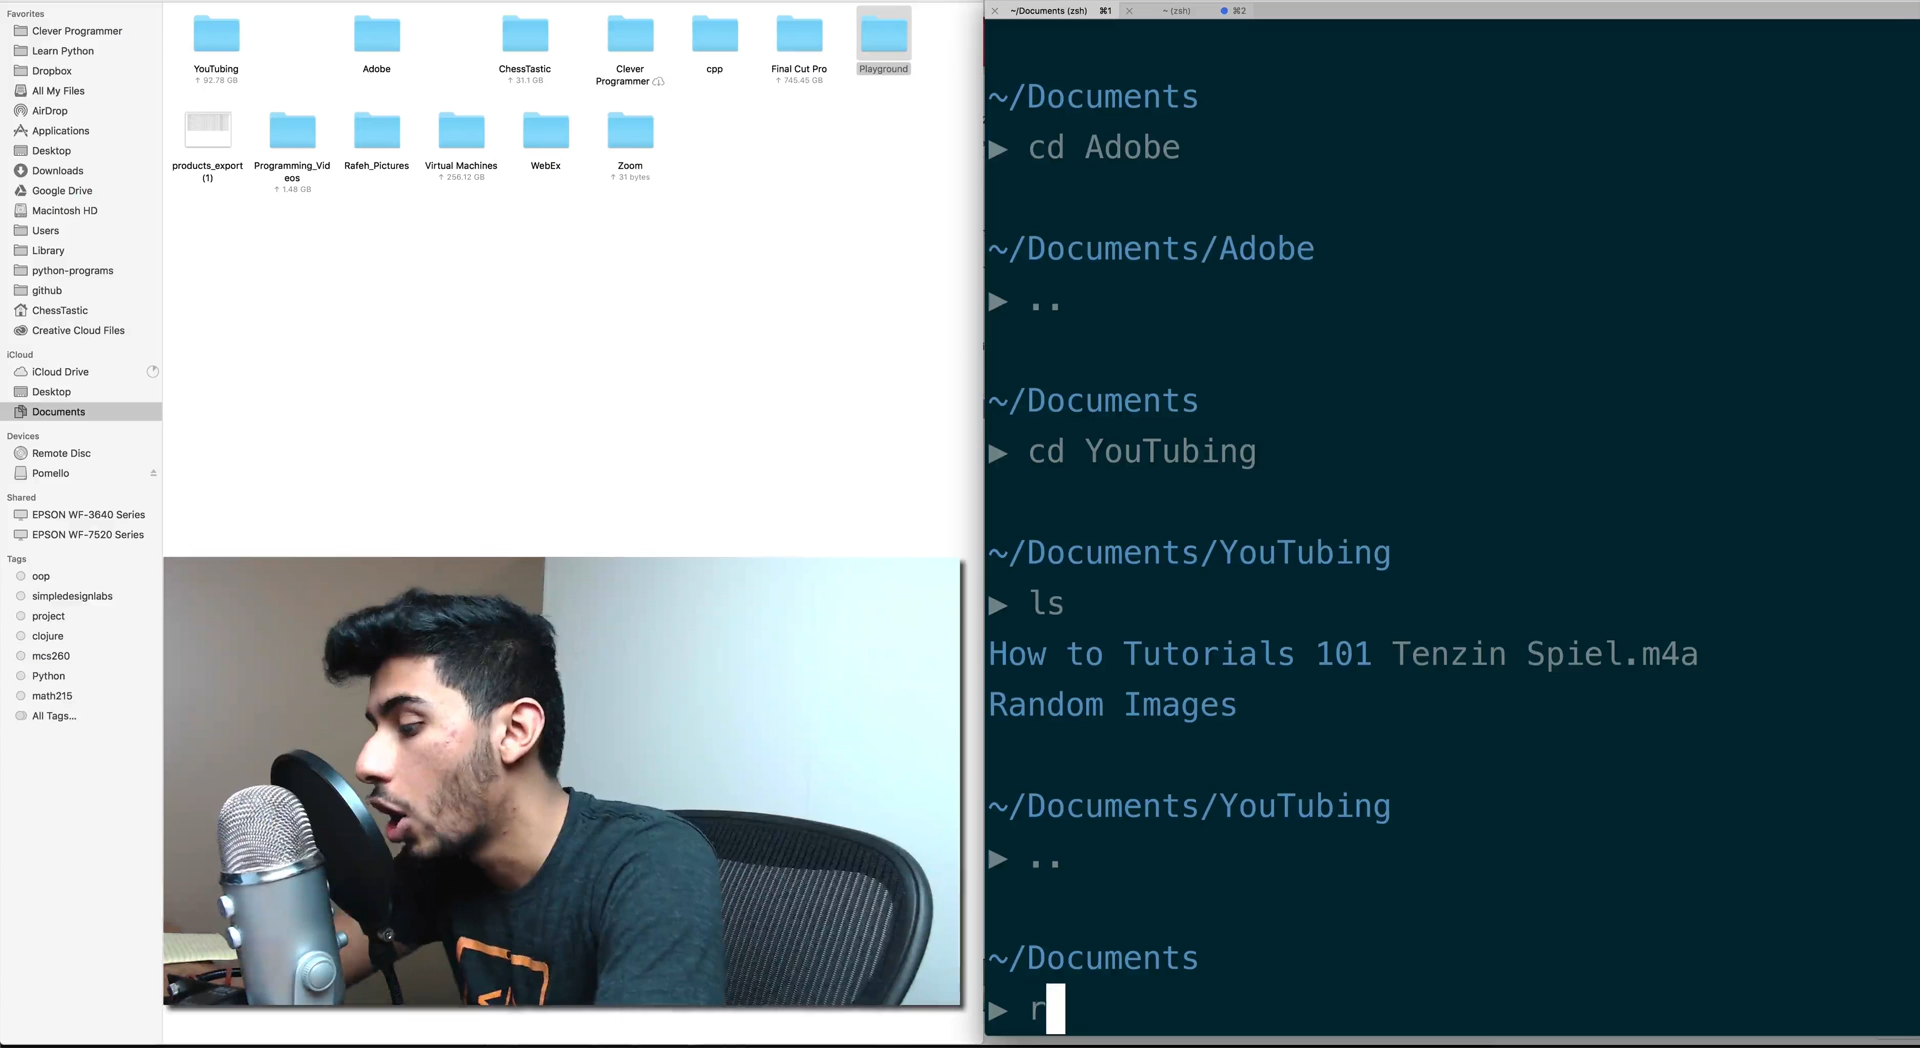 Favorites
Clever Programmer
Learn Python
Dropbox
All My Files
AirDrop
Applications
Desktop
Downloads
Google Drive
Macintosh HD
Users
Library
python-programs
github
ChessTastic
Creative Cloud Files
iCloud
iCloud Drive
Desktop
Documents
Devices
Remote Disc
Pomello
Shared
EPSON WF-3640 Series
EPSON WF-7520 Series
Tags
oop
simpledesignlabs
project
clojure
mcs260
Python
math215
All Tags...
YouTubing
92.78 GB
Adobe
ChessTastic
31.1 GB
Clever
Programmer
cpp
Final Cut Pro
745.45 GB
Playground
products_export
(1)
Programming_Vid
eos
1.48 GB
Rafeh_Pictures
Virtual Machines
256.12 GB
WebEx
Zoom
31 bytes
~/Documents (zsh) ⌘1
~ (zsh) ⌘2
~/Documents
▶ cd Adobe
~/Documents/Adobe
▶ ..
~/Documents
▶ cd YouTubing
~/Documents/YouTubing
▶ ls
How to Tutorials 101 Tenzin Spiel.m4a
Random Images
~/Documents/YouTubing
▶ ..
~/Documents
▶ r